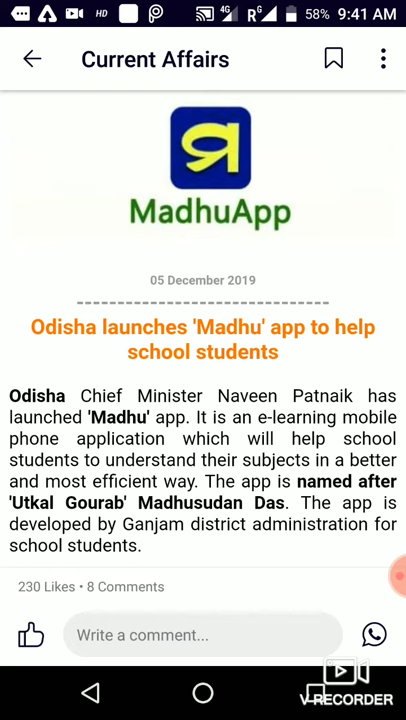 HD 4G R G 58% 9:41 AM
Current Affairs
ମ
MadhuApp
05 December 2019
Odisha launches 'Madhu' app to help
school students
Odisha Chief Minister Naveen Patnaik has
launched 'Madhu' app. It is an e-learning mobile
phone application which will help school
students to understand their subjects in a better
and most efficient way. The app is named after
'Utkal Gourab' Madhusudan Das. The app is
developed by Ganjam district administration for
school students.
230 Likes • 8 Comments
Write a comment...
V RECORDER